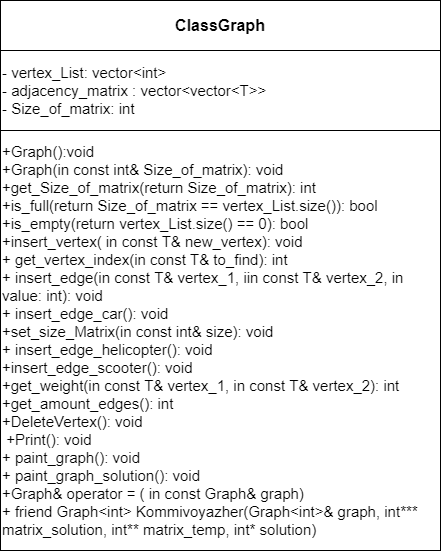 ClassGraph
- vertex_List: vector<int>
- adjacency_matrix : vector<vector<T>>
- Size_of_matrix: int
+Graph():void
+Graph(in const int& Size_of_matrix): void
+get_Size_of_matrix(return Size_of_matrix): int
+is_full(return Size_of_matrix == vertex_List.size()): bool
+is_empty(return vertex_List.size() == 0): bool
+insert_vertex( in const T& new_vertex): void
+ get_vertex_index(in const T& to_find): int
+ insert_edge(in const T& vertex_1, iin const T& vertex_2, in
value: int): void
+ insert_edge_car(): void
+set_size_Matrix(in const int& size): void
+ insert_edge_helicopter(): void
+insert_edge_scooter(): void
+get_weight(in const T& vertex_1, in const T& vertex_2): int
+get_amount_edges(): int
+DeleteVertex(): void
+Print(): void
+ paint_graph(): void
+ paint_graph_solution(): void
+Graph& operator = ( in const Graph& graph)
+ friend Graph<int> Kommivoyazher(Graph<int>& graph, int***
matrix_solution, int** matrix_temp, int* solution)